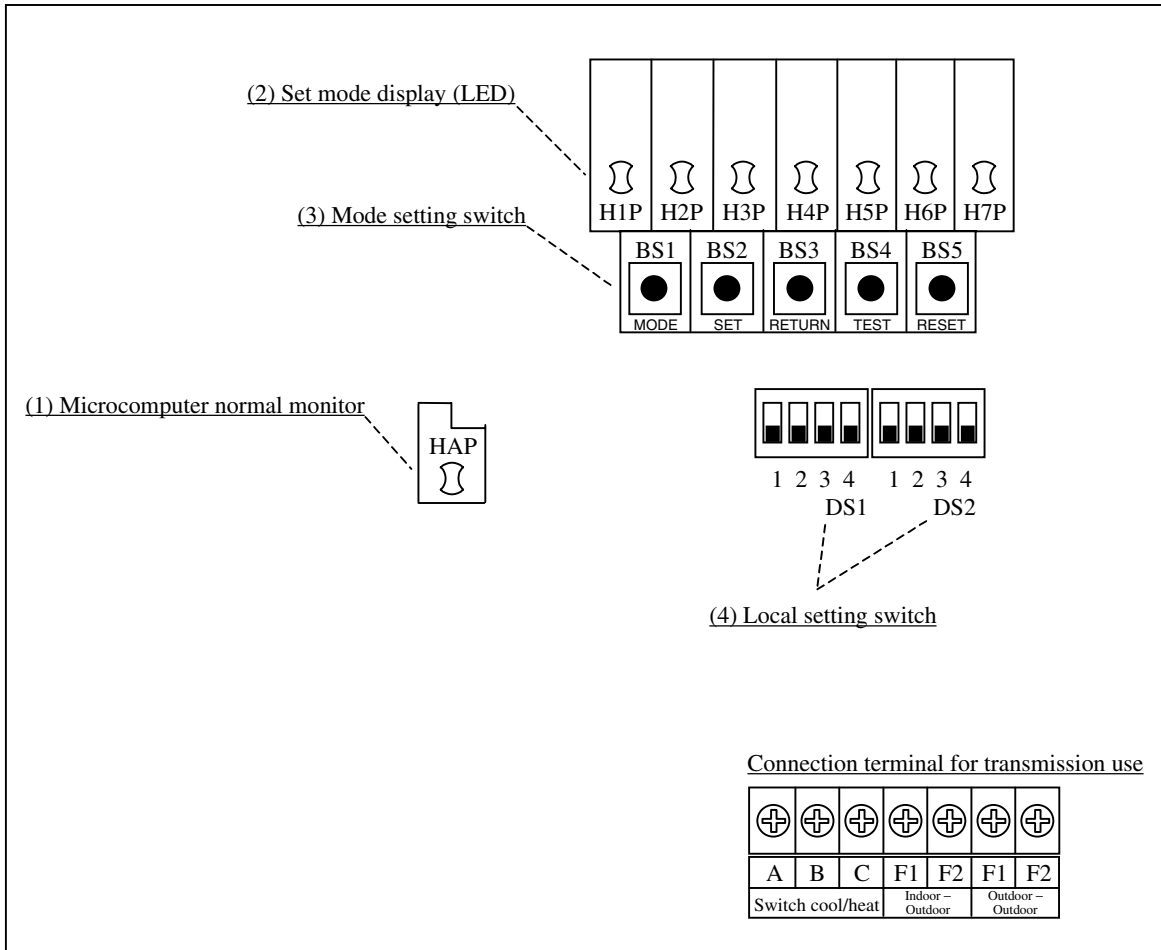 (2) Set mode display (LED)
H1P H2P H3P H4P H5P H6P H7P
(3) Mode setting switch
BS1 BS2 BS3 BS4 BS5
MODE SET RETURN TEST RESET
(1) Microcomputer normal monitor
HAP
1 2 3 4 1 2 3 4
DS1 DS2
(4) Local setting switch
Connection terminal for transmission use
A B C F1 F2 F1 F2
Switch cool/heat
Indoor –
Outdoor
Outdoor –
Outdoor